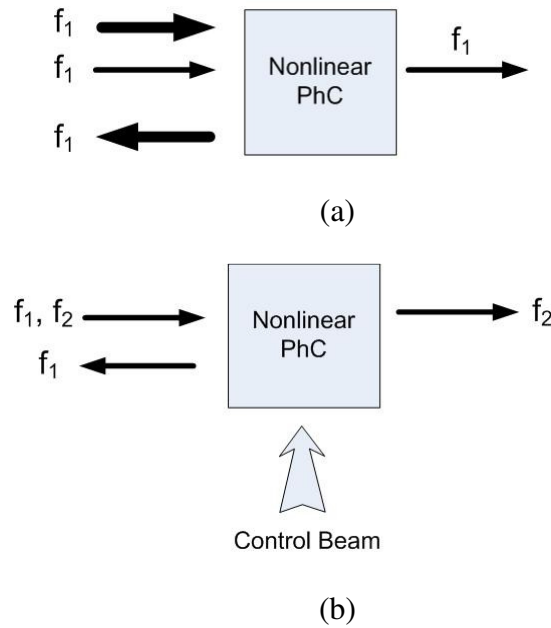 f₁
f₁
f₁
Nonlinear
PhC
f₁
(a)
f₁, f₂
f₁
Nonlinear
PhC
f₂
Control Beam
(b)